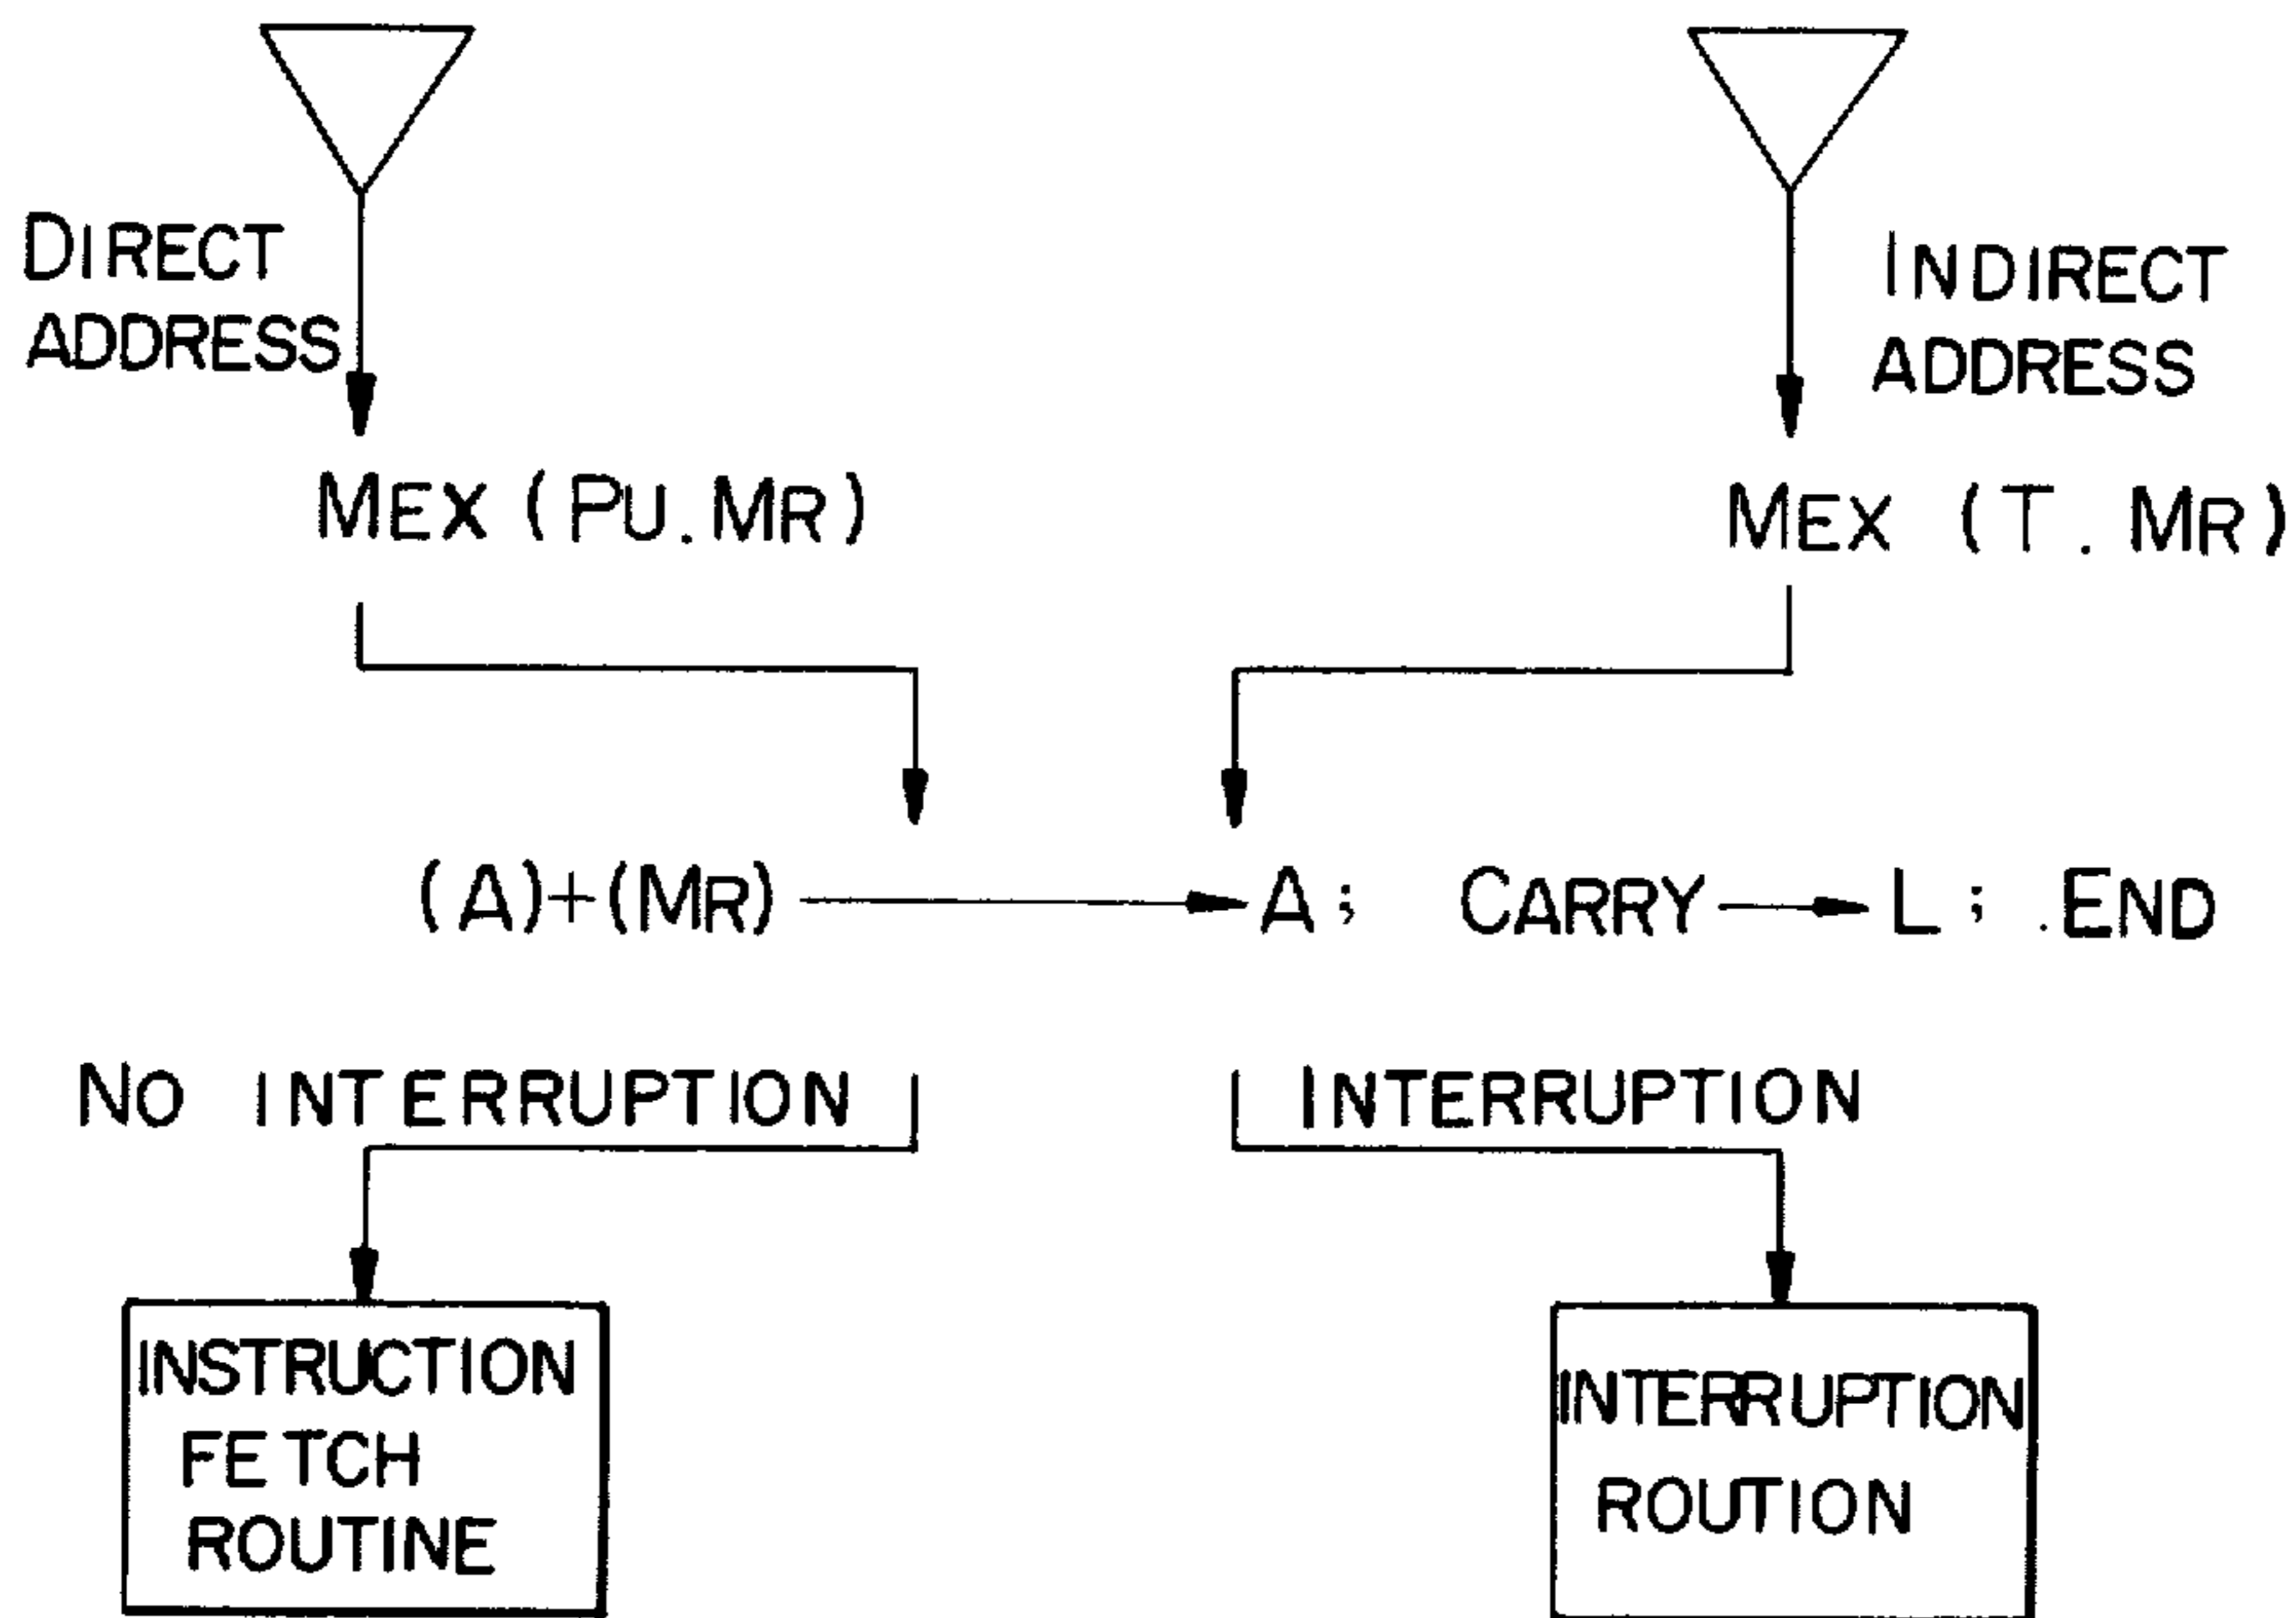 DIRECT
ADDRESS
INDIRECT
ADDRESS
MEX (PU.MR)
MEX (T. MR)
(A)+(MR) → A; CARRY → L; .END
NO INTERRUPTION
INTERRUPTION
INSTRUCTION
FETCH
ROUTINE
INTERRUPTION
ROUTION